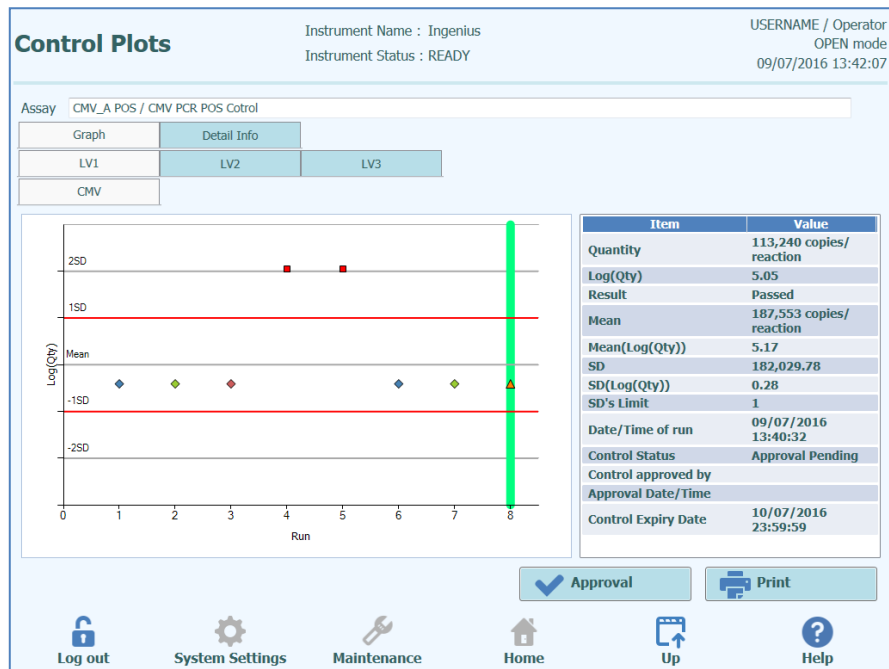 Control Plots
Instrument Name : Ingenius
Instrument Status : READY
USERNAME / Operator
OPEN mode
09/07/2016 13:42:07
Assay CMV_A POS / CMV PCR POS Cotrol
Graph Detail Info
LV1 LV2 LV3
CMV
2SD
1SD
Mean
-1SD
-2SD
Log(Qty)
0 1 2 3 4 5 6 7 8
Run
Item Value
Quantity 113,240 copies/
reaction
Log(Qty) 5.05
Result Passed
Mean 187,553 copies/
reaction
Mean(Log(Qty)) 5.17
SD 182,029.78
SD(Log(Qty)) 0.28
SD's Limit 1
Date/Time of run 09/07/2016
13:40:32
Control Status Approval Pending
Control approved by
Approval Date/Time
Control Expiry Date 10/07/2016
23:59:59
Approval Print
Log out System Settings Maintenance Home Up Help